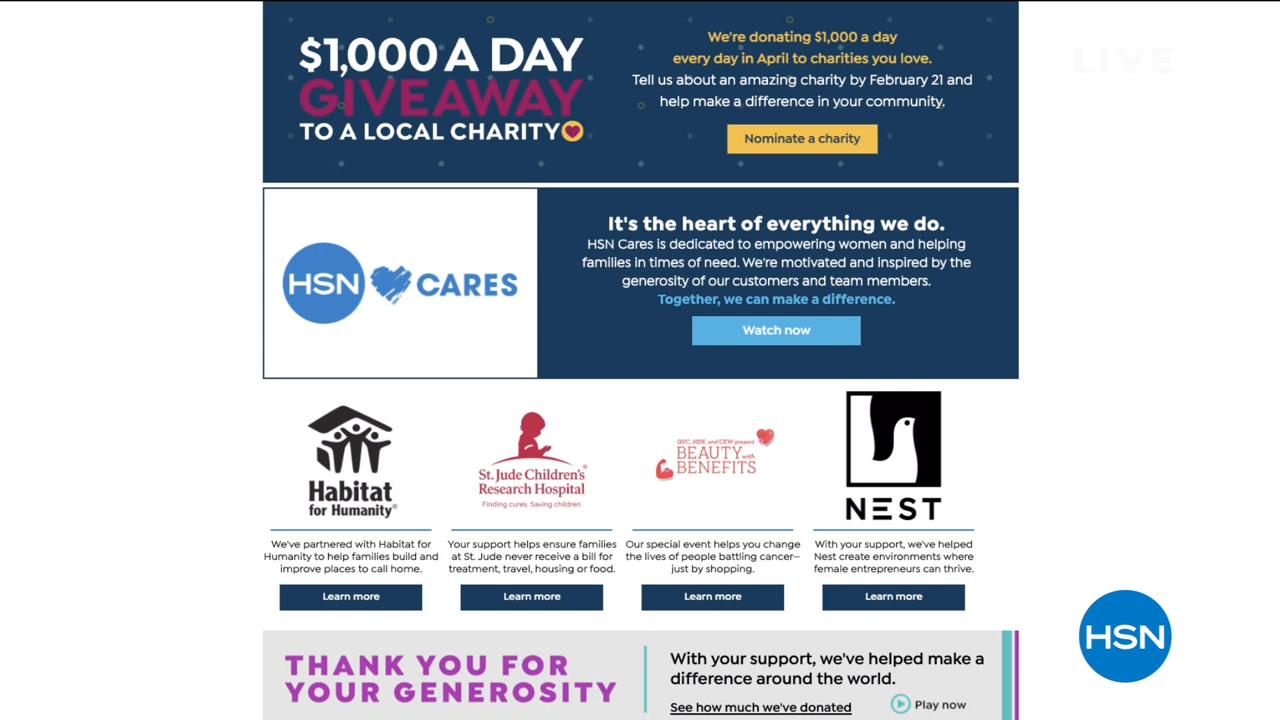 $1,000 A DAY
GIVEAWAY
TO A LOCAL CHARITY
We're donating $1,000 a day
every day in April to charities you love.
Tell us about an amazing charity by February 21 and
help make a difference in your community.
Nominate a charity
LIVE
HSN CARES
It's the heart of everything we do.
HSN Cares is dedicated to empowering women and helping
families in times of need. We're motivated and inspired by the
generosity of our customers and team members.
Together, we can make a difference.
Watch now
Habitat
for Humanity®
We've partnered with Habitat for
Humanity to help families build and
improve places to call home.
Learn more
St. Jude Children's
Research Hospital
Finding cures. Saving children.
Your support helps ensure families
at St. Jude never receive a bill for
treatment, travel, housing or food.
Learn more
QVC, HSN, and CEW present
BEAUTY with
BENEFITS
Our special event helps you change
the lives of people battling cancer—
just by shopping.
Learn more
NEST
With your support, we've helped
Nest create environments where
female entrepreneurs can thrive.
Learn more
HSN
THANK YOU FOR
YOUR GENEROSITY
With your support, we've helped make a
difference around the world.
See how much we've donated
Play now